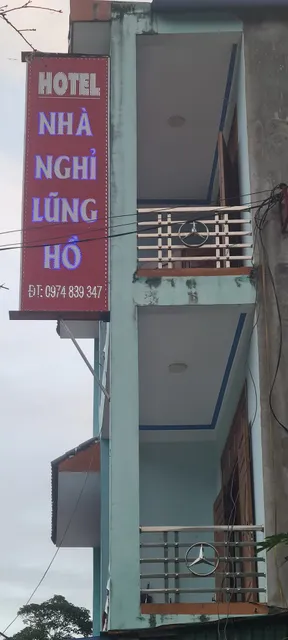 HOTEL
NHÀ
NGHỈ
LŨNG
HỒ
ĐT: 0974 839 347